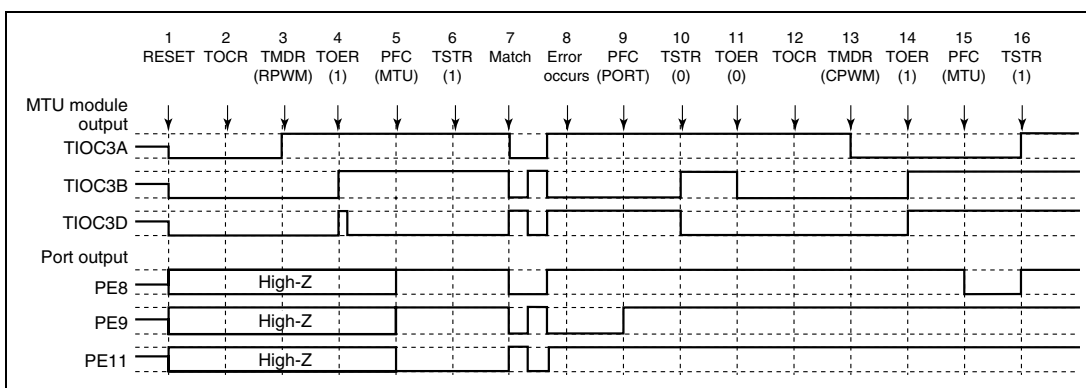 1 2 3 4 5 6 7 8 9 10 11 12 13 14 15 16
RESET TOCR TMDR TOER PFC TSTR Match Error PFC TSTR TOER TOCR TMDR TOER PFC TSTR
(RPWM) (1) (MTU) (1) occurs (PORT) (0) (0) (CPWM) (1) (MTU) (1)
MTU module
output
TIOC3A
TIOC3B
TIOC3D
Port output
PE8 High-Z
PE9 High-Z
PE11 High-Z